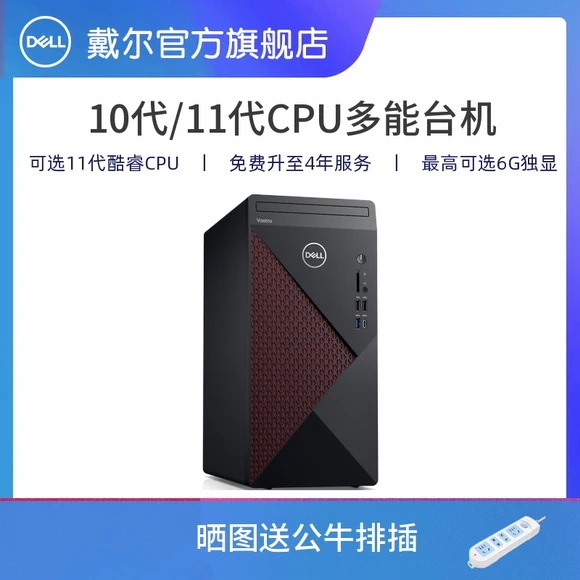 DELL 戴尔官方旗舰店
10代/11代CPU多能台机
可选11代酷睿CPU | 免费升至4年服务 | 最高可选6G独显
Vostro
DELL
晒图送公牛排插